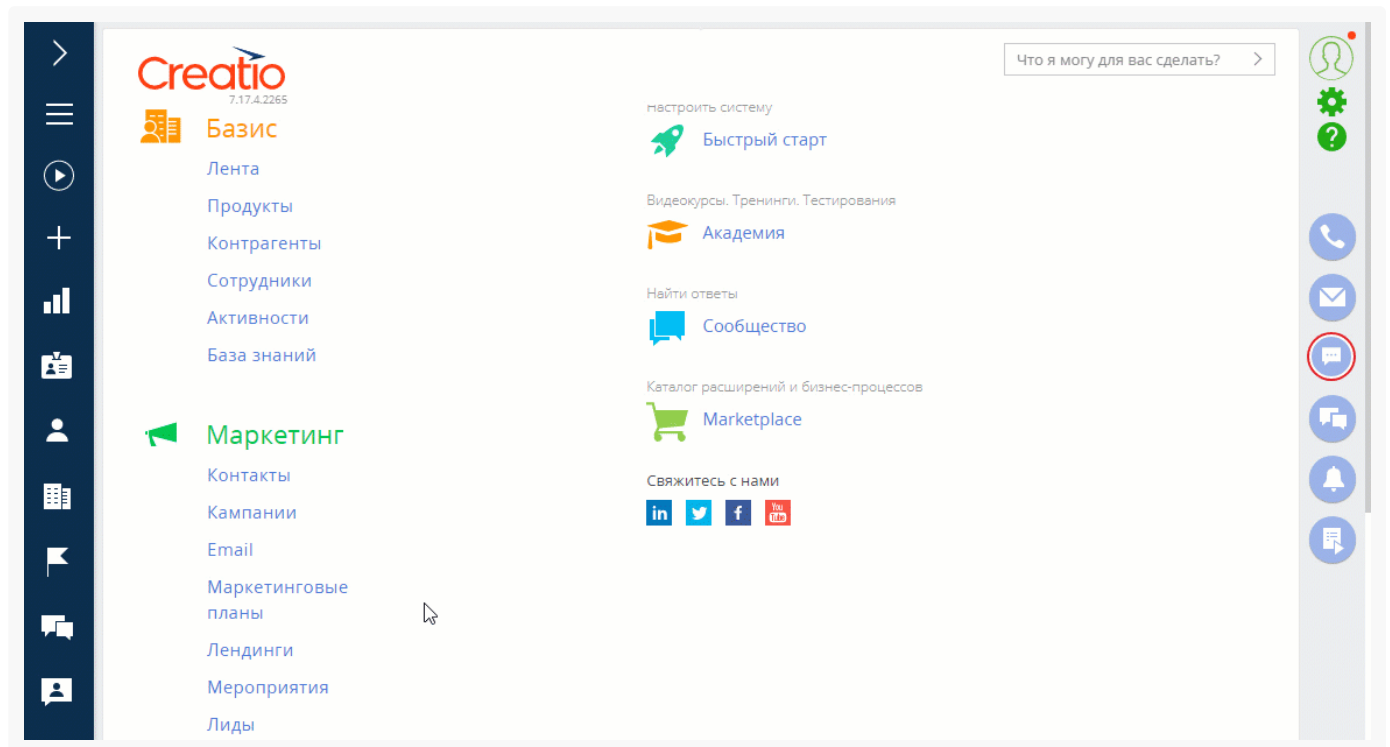 Creatio
7.17.4.2265
Что я могу для вас сделать?
Базис
Лента
Продукты
Контрагенты
Сотрудники
Активности
База знаний
Маркетинг
Контакты
Кампании
Email
Маркетинговые
планы
Лендинги
Мероприятия
Лиды
Настроить систему
Быстрый старт
Видеокурсы. Тренинги. Тестирования
Академия
Найти ответы
Сообщество
Каталог расширений и бизнес-процессов
Marketplace
Свяжитесь с нами
in
f
You
Tube
?